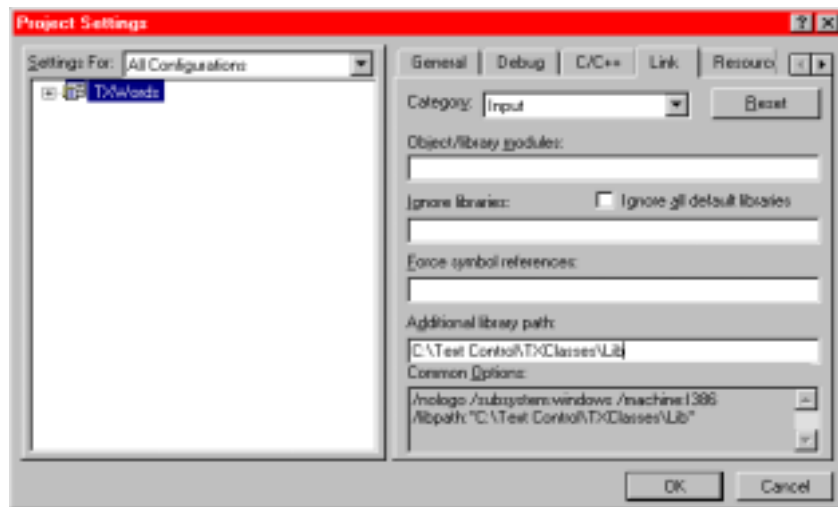 Project Settings
Settings For: All Configurations
TXWords
General Debug C/C++ Link Resourc
Category: Input Reset
Object/library modules:
Ignore libraries: Ignore all default libraries
Force symbol references:
Additional library path:
C:\Text Control\TXClasses\Lib
Common Options:
/nologo /subsystem:windows /machine:I386
/libpath:"C:\Text Control\TXClasses\Lib"
OK Cancel